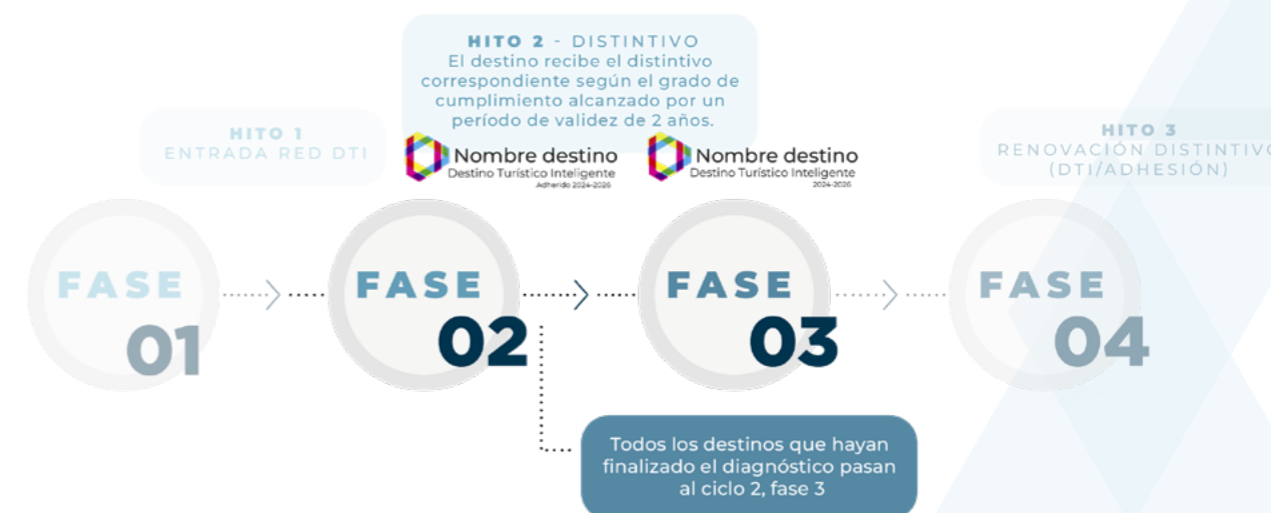 HITO 2 - DISTINTIVO
El destino recibe el distintivo
correspondiente según el grado de
cumplimiento alcanzado por un
período de validez de 2 años.
HITO 1
ENTRADA RED DTI
HITO 3
RENOVACIÓN DISTINTIVO
(DTI/ADHESIÓN)
Nombre destino
Destino Turístico Inteligente
Adherido 2024-2026
Nombre destino
Destino Turístico Inteligente
2024-2026
FASE
01
FASE
02
FASE
03
FASE
04
Todos los destinos que hayan
finalizado el diagnóstico pasan
al ciclo 2, fase 3